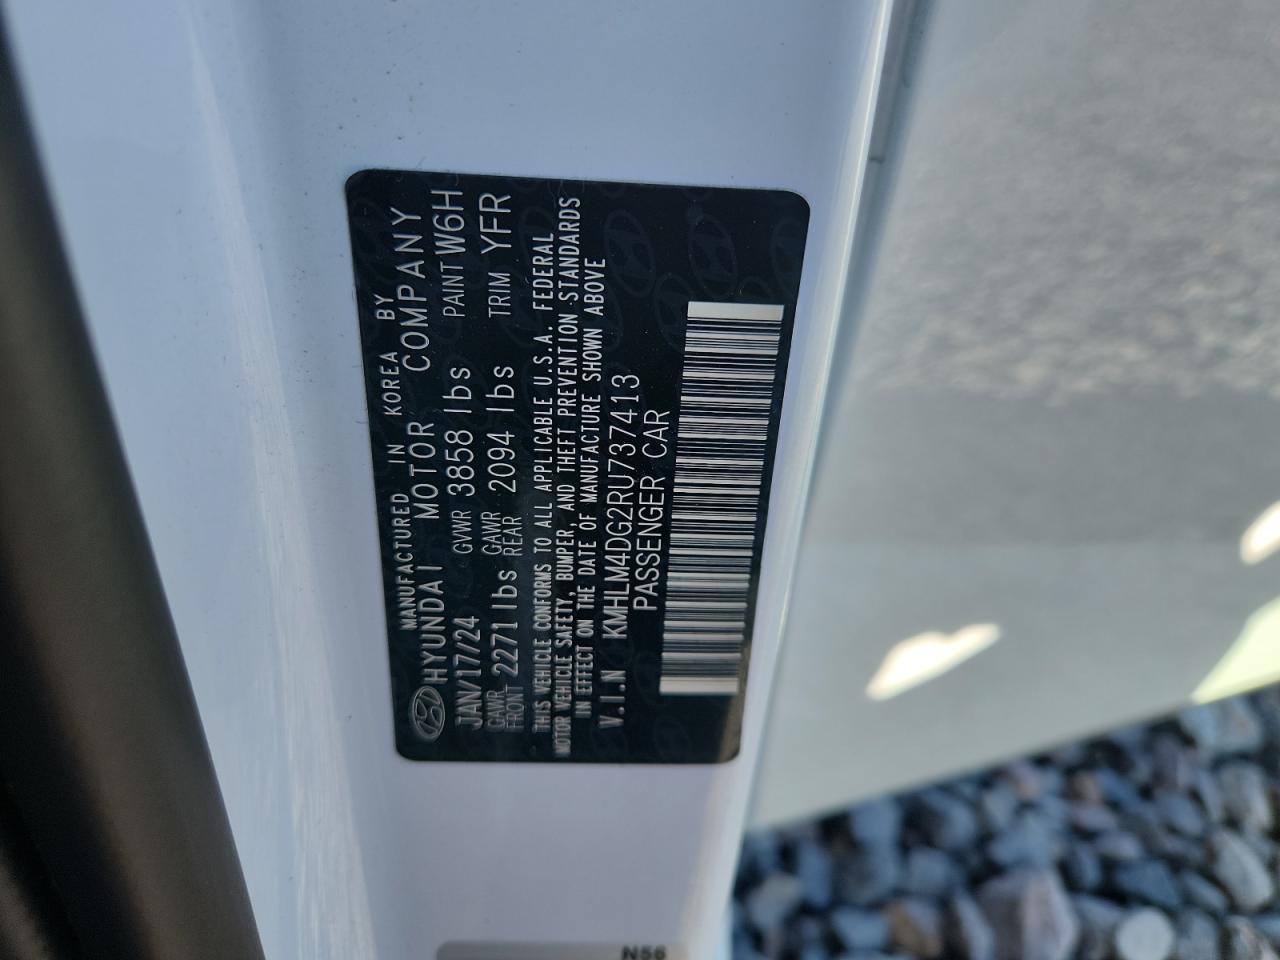 MANUFACTURED IN KOREA BY
HYUNDAI MOTOR COMPANY
JAN/17/24 GVWR 3858 lbs PAINT W6H
GAWR FRONT 2271 lbs GAWR REAR 2094 lbs TRIM YFR
THIS VEHICLE CONFORMS TO ALL APPLICABLE U.S.A. FEDERAL
MOTOR VEHICLE SAFETY, BUMPER, AND THEFT PREVENTION STANDARDS
IN EFFECT ON THE DATE OF MANUFACTURE SHOWN ABOVE
V.I.N KMHLM4DG2RU737413
PASSENGER CAR
N56